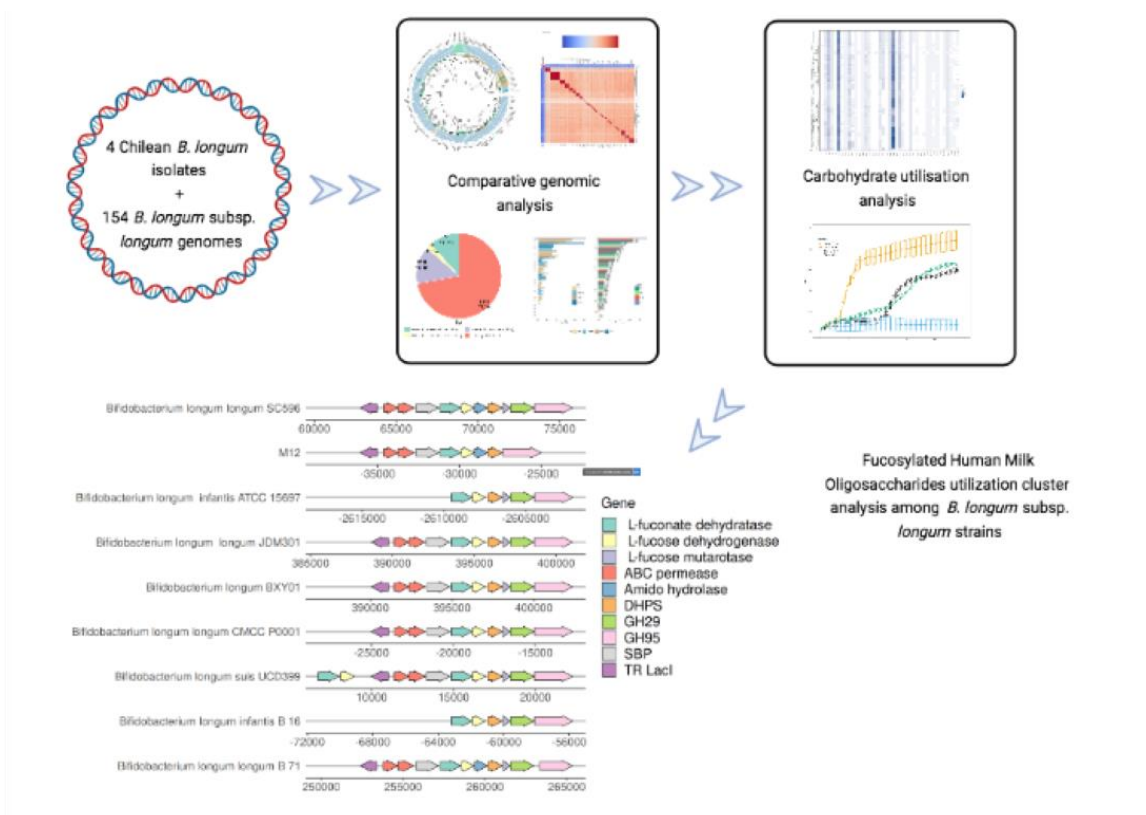 4 Chilean B. longum
isolates
+
154 B. longum subsp.
longum genomes
Comparative genomic
analysis
Carbohydrate utilisation
analysis
Bifidobacterium longum longum SC596
60000 65000 70000 75000
M12
-35000 -30000 -25000
Bifidobacterium longum infantis ATCC 15697
-2615000 -2610000 -2605000
Bifidobacterium longum longum JDM301
385000 390000 395000 400000
Bifidobacterium longum BXY01
390000 395000 400000
Bifidobacterium longum longum CMCC P0001
-25000 -20000 -15000
Bifidobacterium longum suis UCD399
10000 15000 20000
Bifidobacterium longum infantis B 16
-72000 -68000 -64000 -60000 -56000
Bifidobacterium longum longum B 71
250000 255000 260000 265000
Gene
L-fuconate dehydratase
L-fucose dehydrogenase
L-fucose mutarotase
ABC permease
Amido hydrolase
DHPS
GH29
GH95
SBP
TR LacI
Fucosylated Human Milk
Oligosaccharides utilization cluster
analysis among B. longum subsp.
longum strains